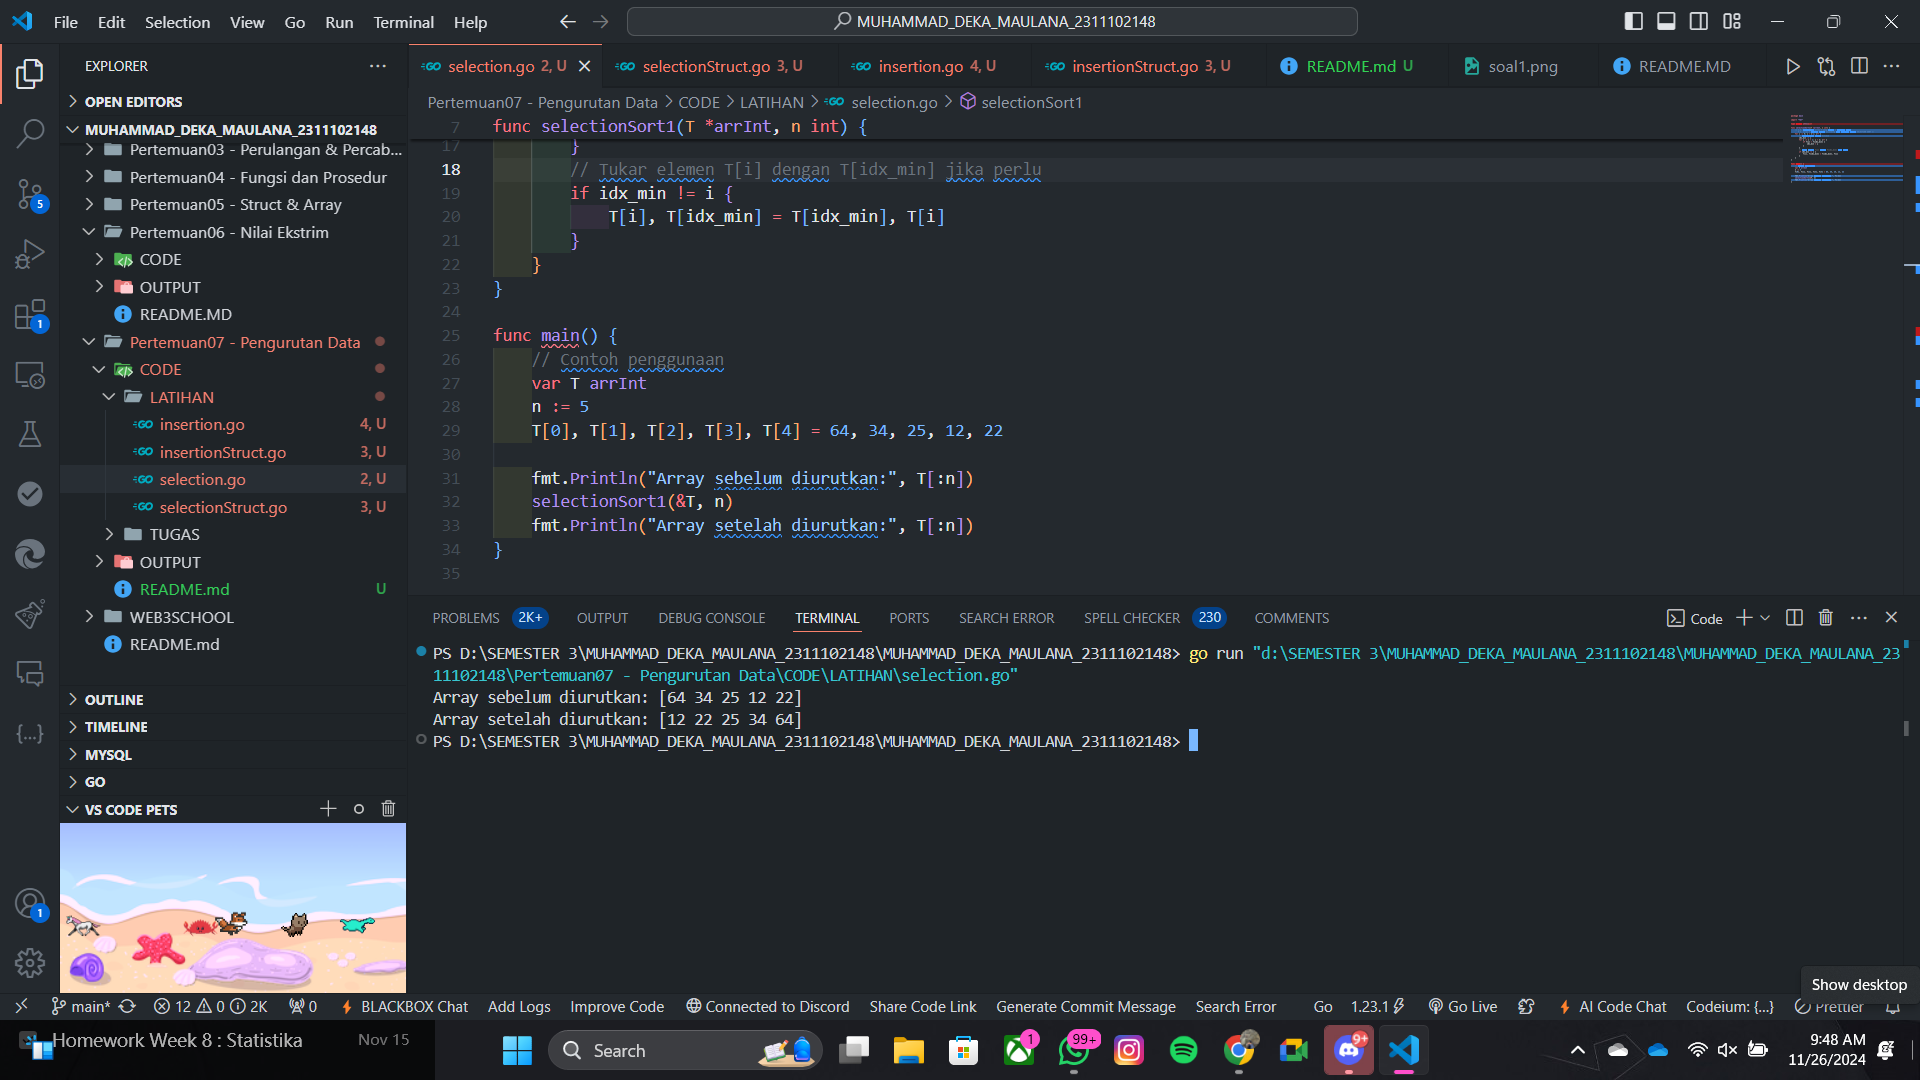 File Edit Selection View Go Run Terminal Help
MUHAMMAD_DEKA_MAULANA_2311102148
EXPLORER
OPEN EDITORS
MUHAMMAD_DEKA_MAULANA_2311102148
Pertemuan03 - Perulangan & Percab...
Pertemuan04 - Fungsi dan Prosedur
Pertemuan05 - Struct & Array
Pertemuan06 - Nilai Ekstrim
CODE
OUTPUT
README.MD
Pertemuan07 - Pengurutan Data
CODE
LATIHAN
insertion.go 4, U
insertionStruct.go 3, U
selection.go 2, U
selectionStruct.go 3, U
TUGAS
OUTPUT
README.md U
WEB3SCHOOL
README.md
OUTLINE
TIMELINE
MYSQL
GO
VS CODE PETS
5
1
1
selection.go 2, U selectionStruct.go 3, U insertion.go 4, U insertionStruct.go 3, U README.md U soal1.png README.MD
Pertemuan07 - Pengurutan Data > CODE > LATIHAN > selection.go > selectionSort1
7 func selectionSort1(T *arrInt, n int) {
17 }
18 // Tukar elemen T[i] dengan T[idx_min] jika perlu
19 if idx_min != i {
20 T[i], T[idx_min] = T[idx_min], T[i]
21 }
22 }
23 }
24
25 func main() {
26 // Contoh penggunaan
27 var T arrInt
28 n := 5
29 T[0], T[1], T[2], T[3], T[4] = 64, 34, 25, 12, 22
30
31 fmt.Println("Array sebelum diurutkan:", T[:n])
32 selectionSort1(&T, n)
33 fmt.Println("Array setelah diurutkan:", T[:n])
34 }
35
PROBLEMS 2K+ OUTPUT DEBUG CONSOLE TERMINAL PORTS SEARCH ERROR SPELL CHECKER 230 COMMENTS Code
PS D:\SEMESTER 3\MUHAMMAD_DEKA_MAULANA_2311102148\MUHAMMAD_DEKA_MAULANA_2311102148> go run "d:\SEMESTER 3\MUHAMMAD_DEKA_MAULANA_2311102148\MUHAMMAD_DEKA_MAULANA_23
11102148\Pertemuan07 - Pengurutan Data\CODE\LATIHAN\selection.go"
Array sebelum diurutkan: [64 34 25 12 22]
Array setelah diurutkan: [12 22 25 34 64]
PS D:\SEMESTER 3\MUHAMMAD_DEKA_MAULANA_2311102148\MUHAMMAD_DEKA_MAULANA_2311102148>
Show desktop
main* 12 0 2K 0 BLACKBOX Chat Add Logs Improve Code Connected to Discord Share Code Link Generate Commit Message Search Error Go 1.23.1 Go Live AI Code Chat Codeium: {...} Prettier
Homework Week 8 : Statistika Nov 15
Search
1
99+
9+
9:48 AM
11/26/2024